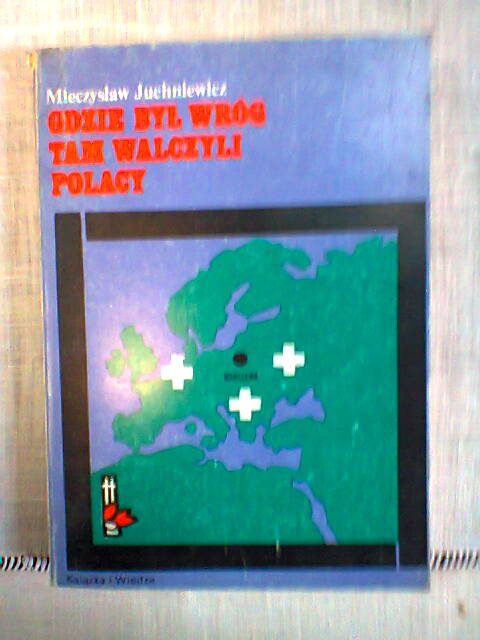 Mieczysław Juchniewicz
GDZIE BYŁ WRÓG
TAM WALCZYLI
POLACY
Książka i Wiedza